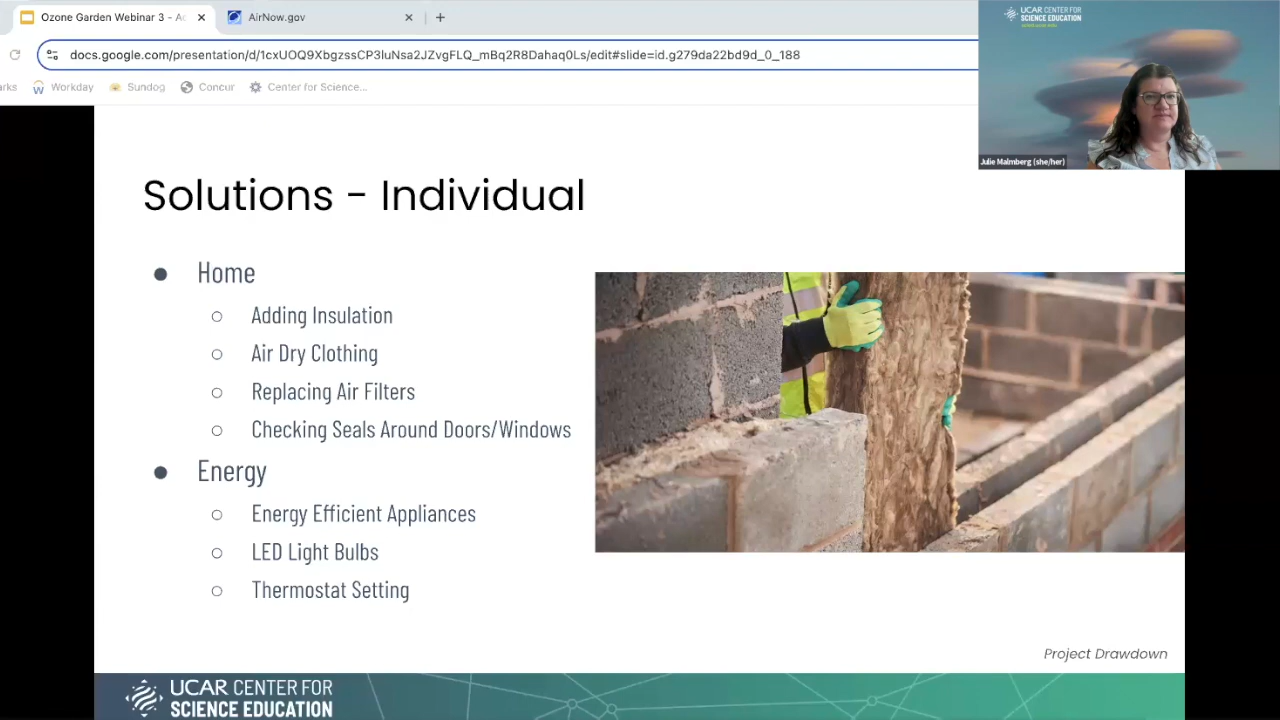 Ozone Garden Webinar 3 - Ac
AirNow.gov
docs.google.com/presentation/d/1cxUOQ9XbgzssCP3luNsa2JZvgFLQ_mBq2R8Dahaq0Ls/edit#slide=id.g279da22bd9d_0_188
arks
Workday
Sundog
Concur
Center for Science...
UCAR CENTER FOR
SCIENCE EDUCATION
Julie Malmberg (she/her)
Solutions - Individual
● Home
○ Adding Insulation
○ Air Dry Clothing
○ Replacing Air Filters
○ Checking Seals Around Doors/Windows
● Energy
○ Energy Efficient Appliances
○ LED Light Bulbs
○ Thermostat Setting
Project Drawdown
UCAR CENTER FOR
SCIENCE EDUCATION